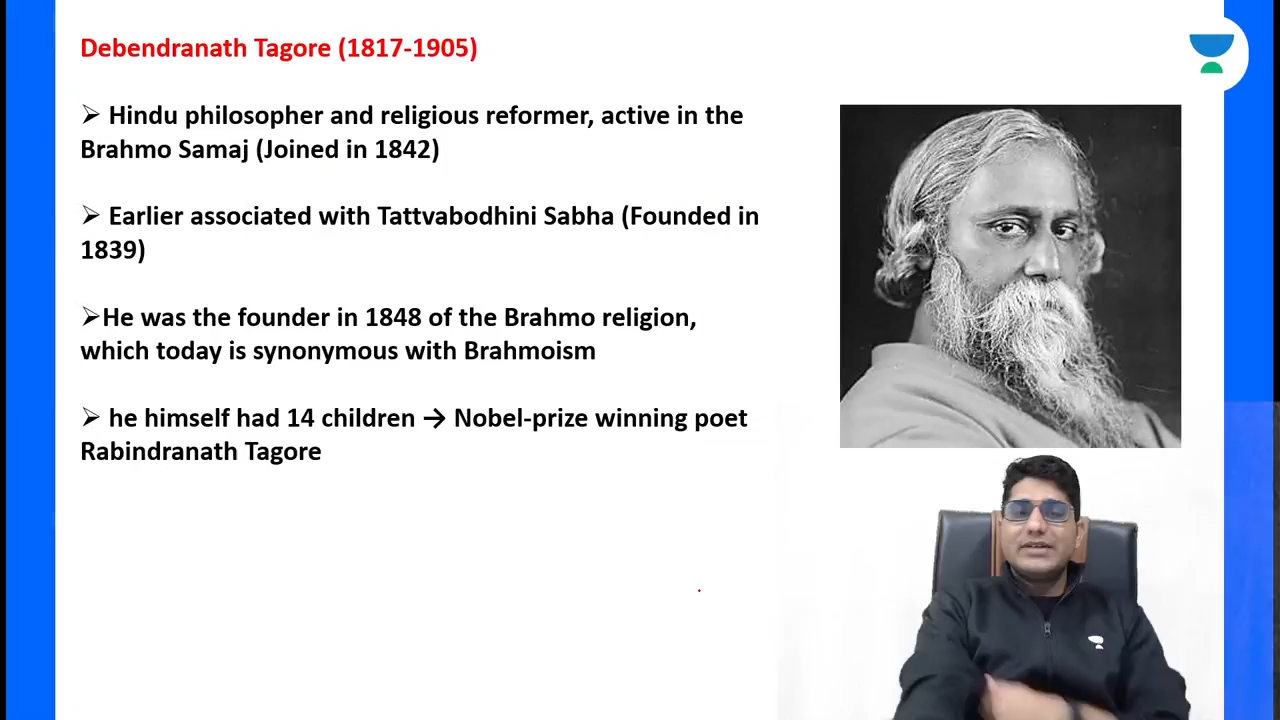 Debendranath Tagore (1817-1905)
➢ Hindu philosopher and religious reformer, active in the
Brahmo Samaj (Joined in 1842)
➢ Earlier associated with Tattvabodhini Sabha (Founded in
1839)
➢He was the founder in 1848 of the Brahmo religion,
which today is synonymous with Brahmoism
➢ he himself had 14 children → Nobel-prize winning poet
Rabindranath Tagore